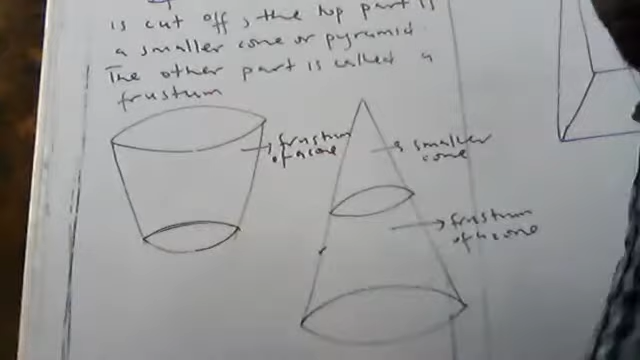 is cut off, the top part is
a smaller cone or pyramid.
The other part is called a
frustum
frustum
of a cone
smaller
cone
frustum
of a cone